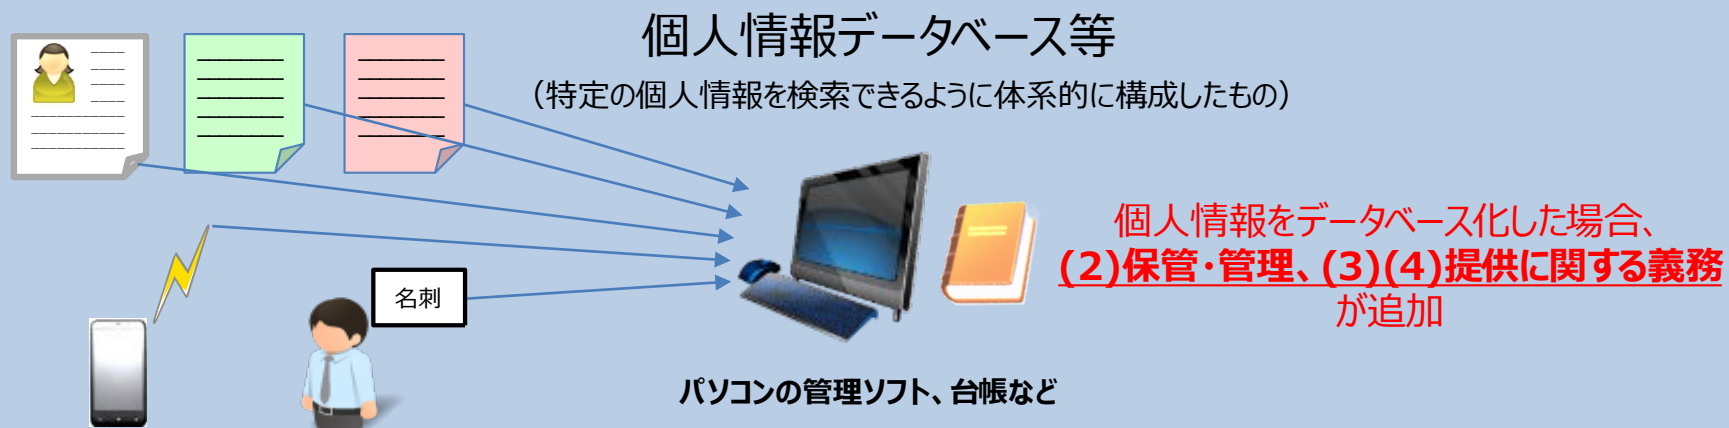 個人情報データベース等
（特定の個人情報を検索できるように体系的に構成したもの）
個人情報をデータベース化した場合、
(2)保管・管理、(3)(4)提供に関する義務
が追加
名刺
パソコンの管理ソフト、台帳など